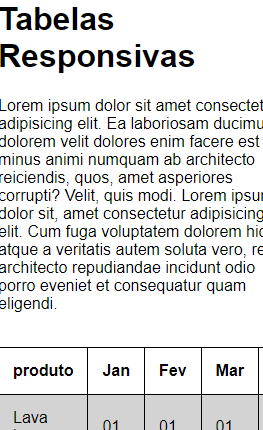 Tabelas
Responsivas
Lorem ipsum dolor sit amet consectet
adipisicing elit. Ea laboriosam ducimu
dolorem velit dolores enim facere est
minus animi numquam ab architecto
reiciendis, quos, amet asperiores
corrupti? Velit, quis modi. Lorem ipsu
dolor sit, amet consectetur adipisicing
elit. Cum fuga voluptatem dolorem hic
atque a veritatis autem soluta vero, re
architecto repudiandae incidunt odio
porro eveniet et consequatur quam
eligendi.
produto Jan Fev Mar
Lava
01 01 01